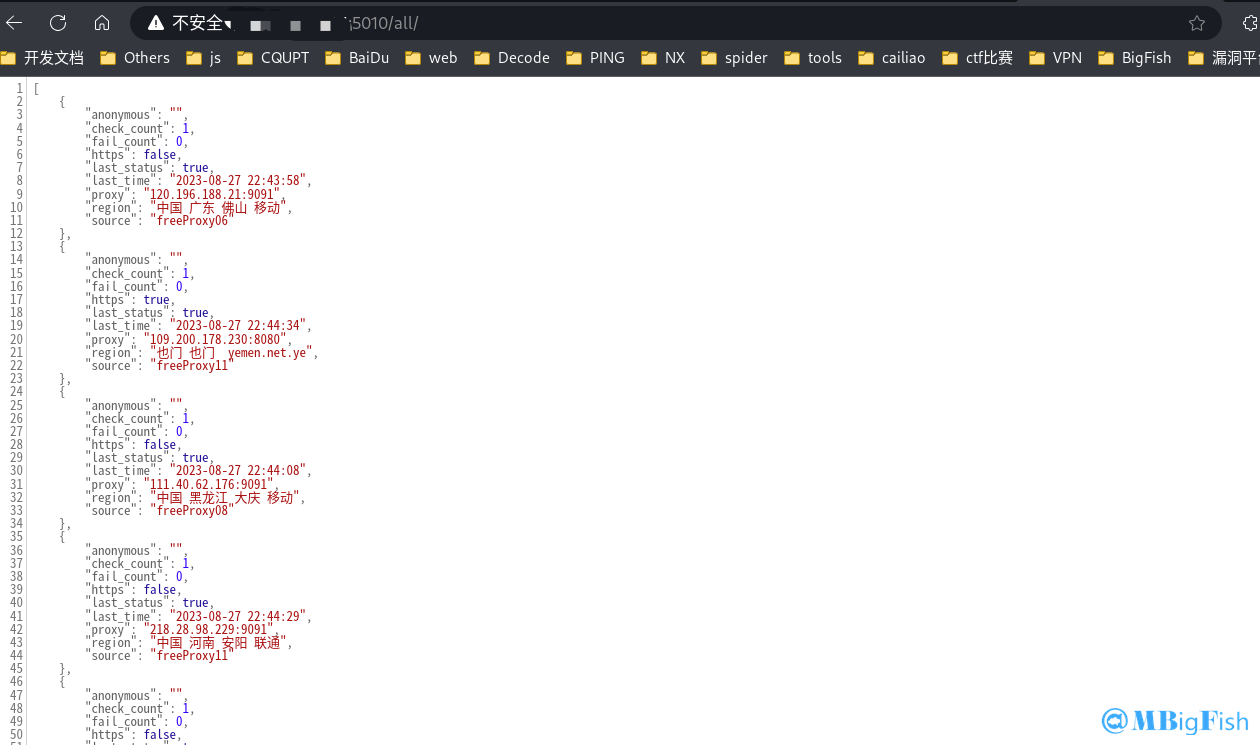 不安全 :5010/all/
开发文档 Others js CQUPT BaiDu web Decode PING NX spider tools cailiao ctf比赛 VPN BigFish 漏洞平台
1 [
2 {
3 "anonymous": "",
4 "check_count": 1,
5 "fail_count": 0,
6 "https": false,
7 "last_status": true,
8 "last_time": "2023-08-27 22:43:58",
9 "proxy": "120.196.188.21:9091",
10 "region": "中国 广东 佛山 移动",
11 "source": "freeProxy06"
12 },
13 {
14 "anonymous": "",
15 "check_count": 1,
16 "fail_count": 0,
17 "https": true,
18 "last_status": true,
19 "last_time": "2023-08-27 22:44:34",
20 "proxy": "109.200.178.230:8080",
21 "region": "也门 也门  yemen.net.ye",
22 "source": "freeProxy11"
23 },
24 {
25 "anonymous": "",
26 "check_count": 1,
27 "fail_count": 0,
28 "https": false,
29 "last_status": true,
30 "last_time": "2023-08-27 22:44:08",
31 "proxy": "111.40.62.176:9091",
32 "region": "中国 黑龙江 大庆 移动",
33 "source": "freeProxy08"
34 },
35 {
36 "anonymous": "",
37 "check_count": 1,
38 "fail_count": 0,
39 "https": false,
40 "last_status": true,
41 "last_time": "2023-08-27 22:44:29",
42 "proxy": "218.28.98.229:9091",
43 "region": "中国 河南 安阳 联通",
44 "source": "freeProxy11"
45 },
46 {
47 "anonymous": "",
48 "check_count": 1,
49 "fail_count": 0,
50 "https": false,
@MBigFish